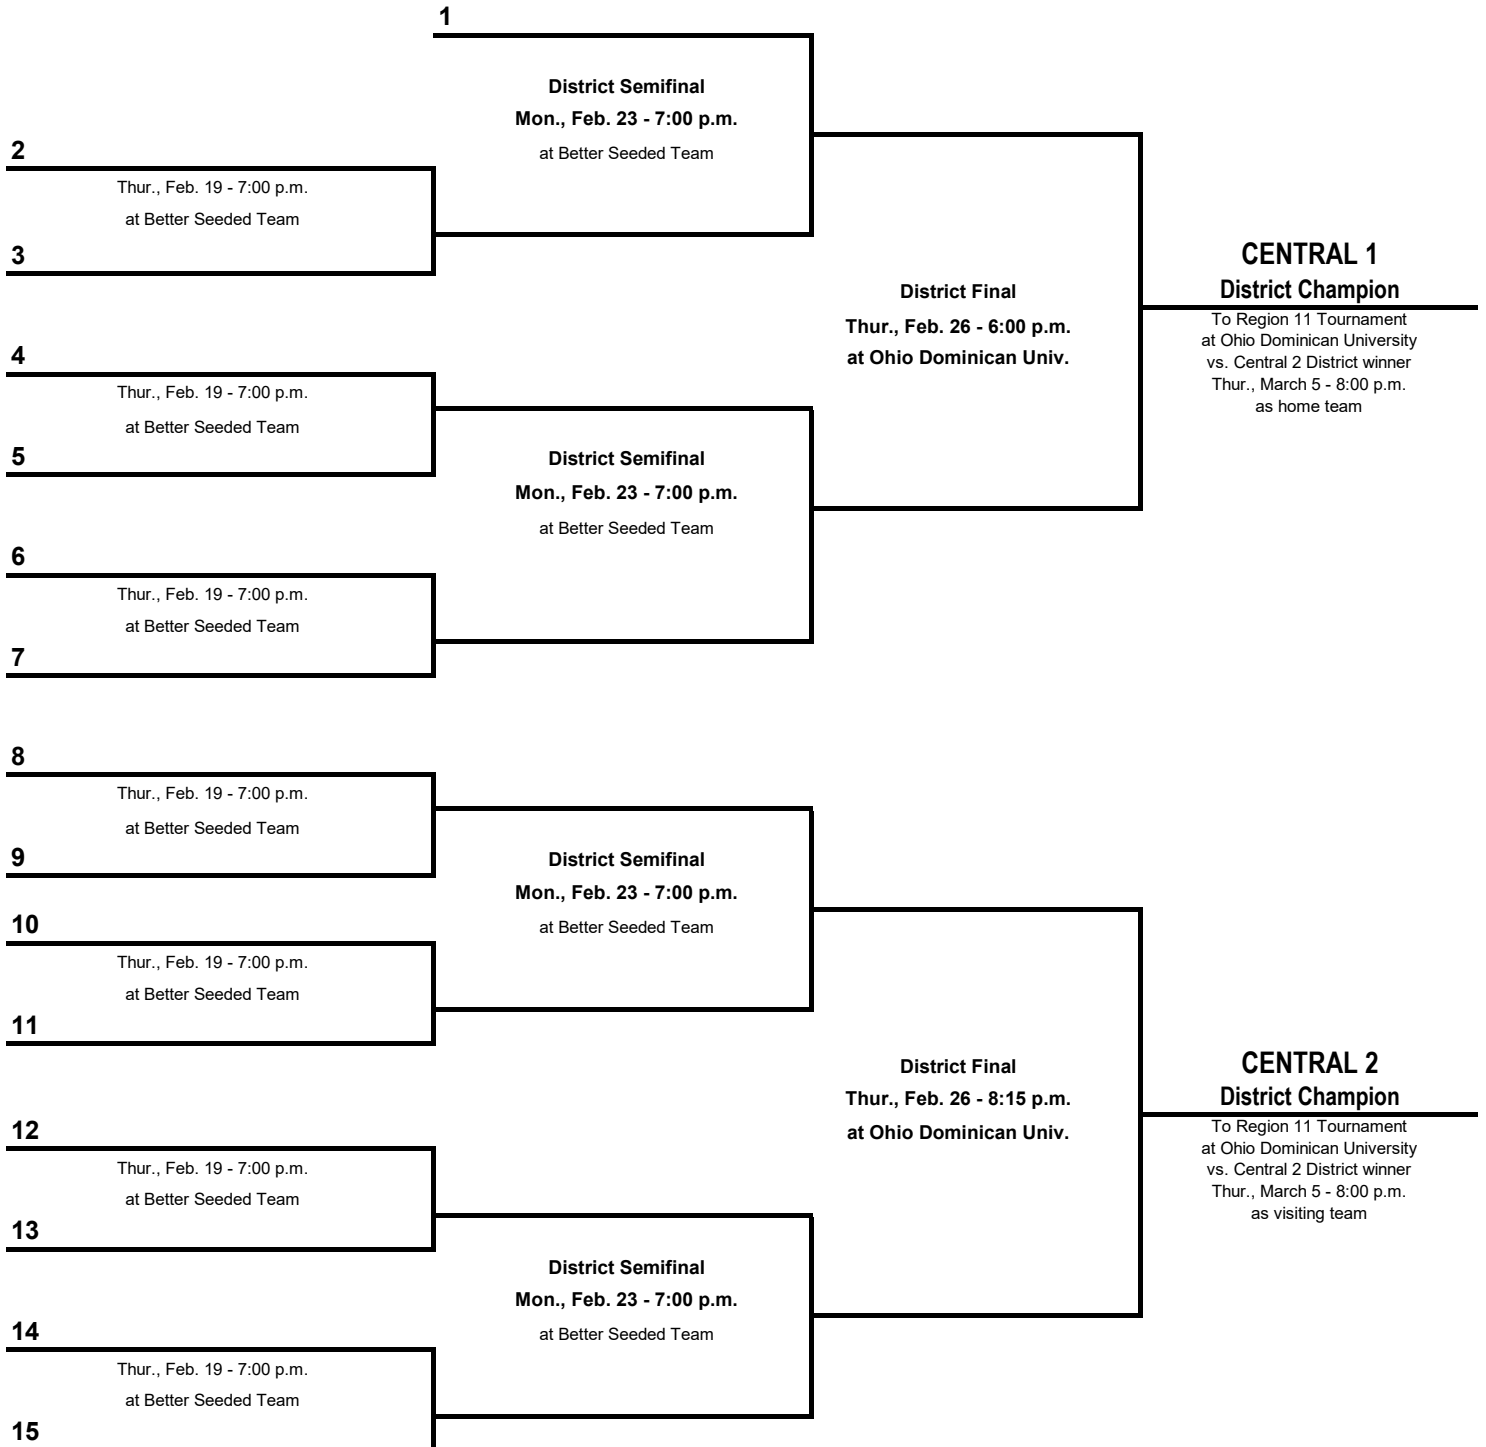 1
District Semifinal
Mon., Feb. 23 - 7:00 p.m.
at Better Seeded Team
2
Thur., Feb. 19 - 7:00 p.m.
at Better Seeded Team
3
CENTRAL 1
District Champion
To Region 11 Tournament
at Ohio Dominican University
vs. Central 2 District winner
Thur., March 5 - 8:00 p.m.
as home team
District Final
Thur., Feb. 26 - 6:00 p.m.
at Ohio Dominican Univ.
4
Thur., Feb. 19 - 7:00 p.m.
at Better Seeded Team
5
District Semifinal
Mon., Feb. 23 - 7:00 p.m.
at Better Seeded Team
6
Thur., Feb. 19 - 7:00 p.m.
at Better Seeded Team
7
8
Thur., Feb. 19 - 7:00 p.m.
at Better Seeded Team
9
District Semifinal
Mon., Feb. 23 - 7:00 p.m.
at Better Seeded Team
10
Thur., Feb. 19 - 7:00 p.m.
at Better Seeded Team
11
District Final
Thur., Feb. 26 - 8:15 p.m.
at Ohio Dominican Univ.
CENTRAL 2
District Champion
To Region 11 Tournament
at Ohio Dominican University
vs. Central 2 District winner
Thur., March 5 - 8:00 p.m.
as visiting team
12
Thur., Feb. 19 - 7:00 p.m.
at Better Seeded Team
13
District Semifinal
Mon., Feb. 23 - 7:00 p.m.
at Better Seeded Team
14
Thur., Feb. 19 - 7:00 p.m.
at Better Seeded Team
15